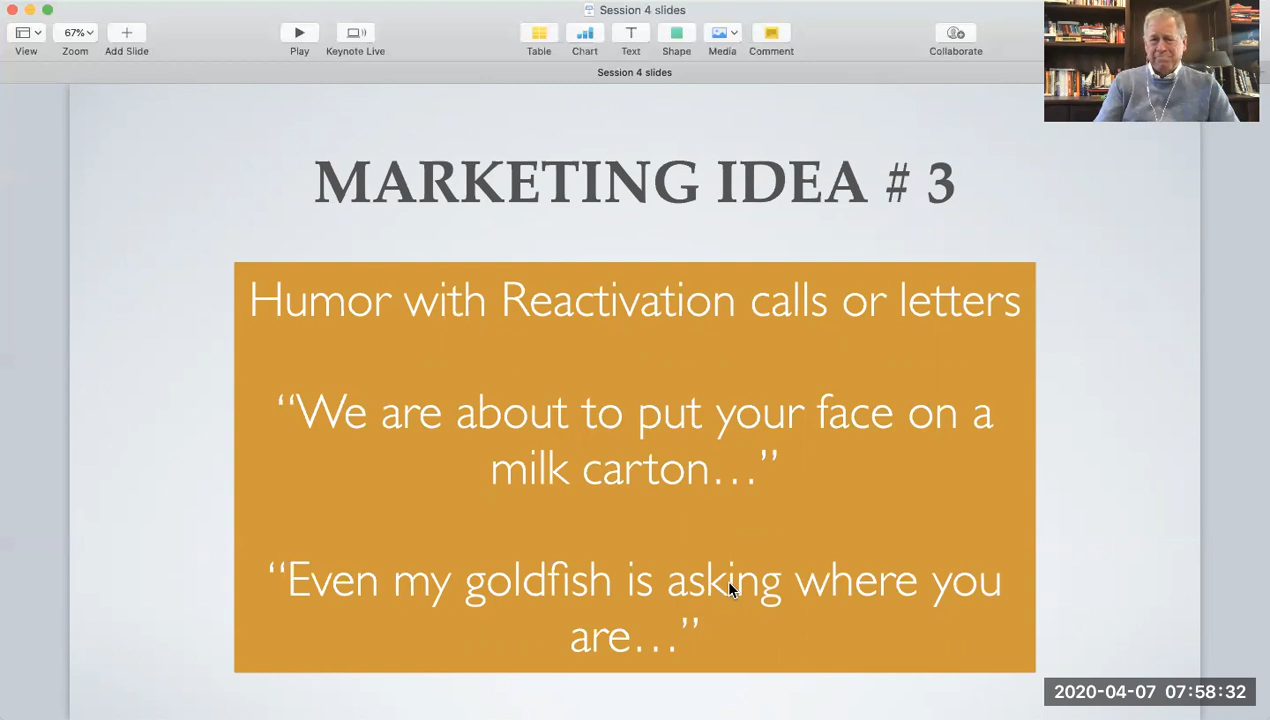 Session 4 slides
67%
View
Zoom
Add Slide
Play
Keynote Live
Table
Chart
Text
Shape
Media
Comment
Collaborate
Session 4 slides
MARKETING IDEA # 3
Humor with Reactivation calls or letters
“We are about to put your face on a
milk carton…”
“Even my goldfish is asking where you
are…”
2020-04-07 07:58:32